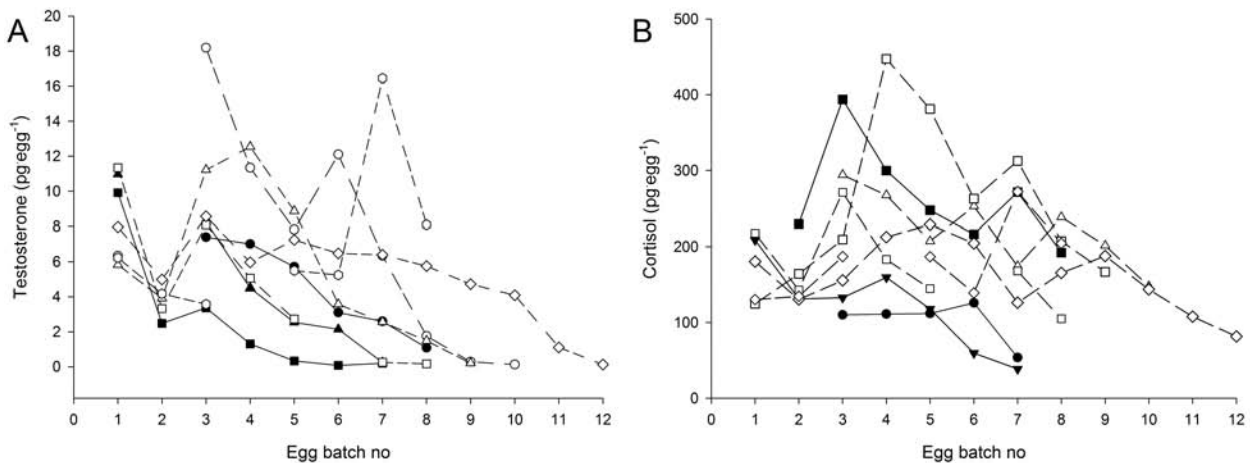 A
Testosterone (pg·egg⁻¹)
20
18
16
14
12
10
8
6
4
2
0
0 1 2 3 4 5 6 7 8 9 10 11 12
Egg batch no
B
Cortisol (pg·egg⁻¹)
500
400
300
200
100
0
0 1 2 3 4 5 6 7 8 9 10 11 12
Egg batch no